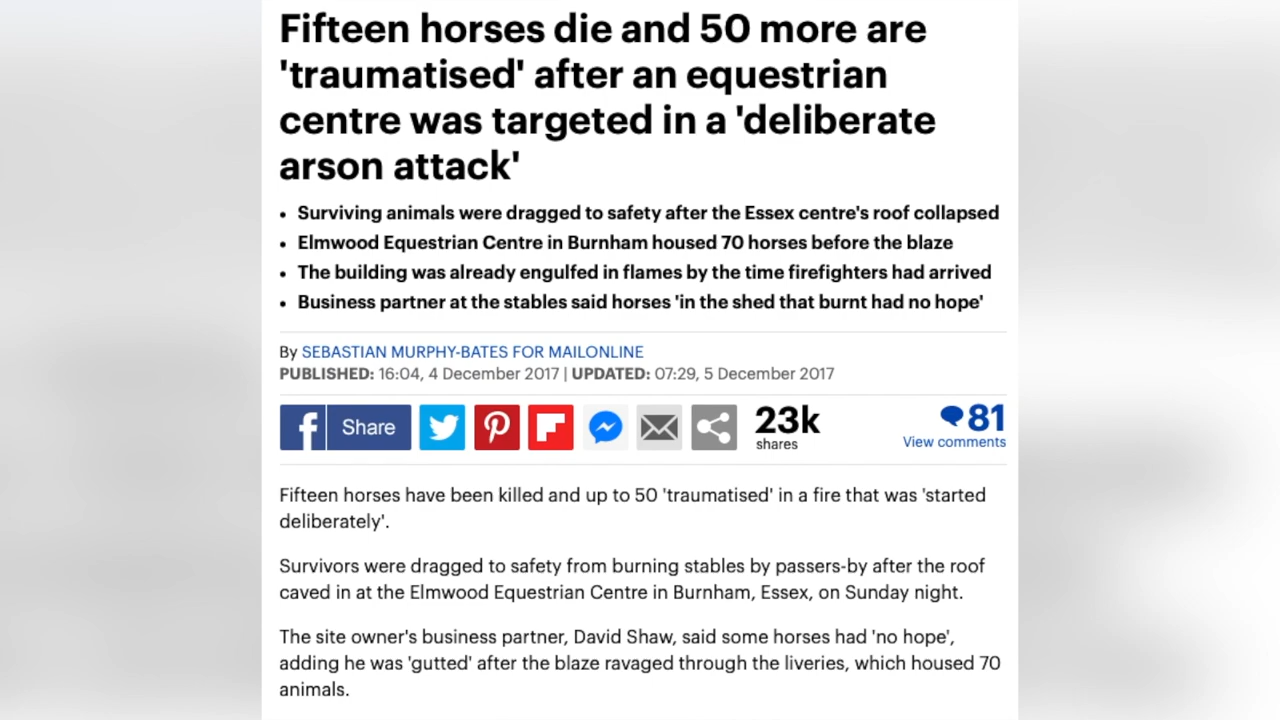 Fifteen horses die and 50 more are
'traumatised' after an equestrian
centre was targeted in a 'deliberate
arson attack'
• Surviving animals were dragged to safety after the Essex centre's roof collapsed
• Elmwood Equestrian Centre in Burnham housed 70 horses before the blaze
• The building was already engulfed in flames by the time firefighters had arrived
• Business partner at the stables said horses 'in the shed that burnt had no hope'
By SEBASTIAN MURPHY-BATES FOR MAILONLINE
PUBLISHED: 16:04, 4 December 2017 | UPDATED: 07:29, 5 December 2017
Share
23k
shares
81
View comments
Fifteen horses have been killed and up to 50 'traumatised' in a fire that was 'started
deliberately'.
Survivors were dragged to safety from burning stables by passers-by after the roof
caved in at the Elmwood Equestrian Centre in Burnham, Essex, on Sunday night.
The site owner's business partner, David Shaw, said some horses had 'no hope',
adding he was 'gutted' after the blaze ravaged through the liveries, which housed 70
animals.